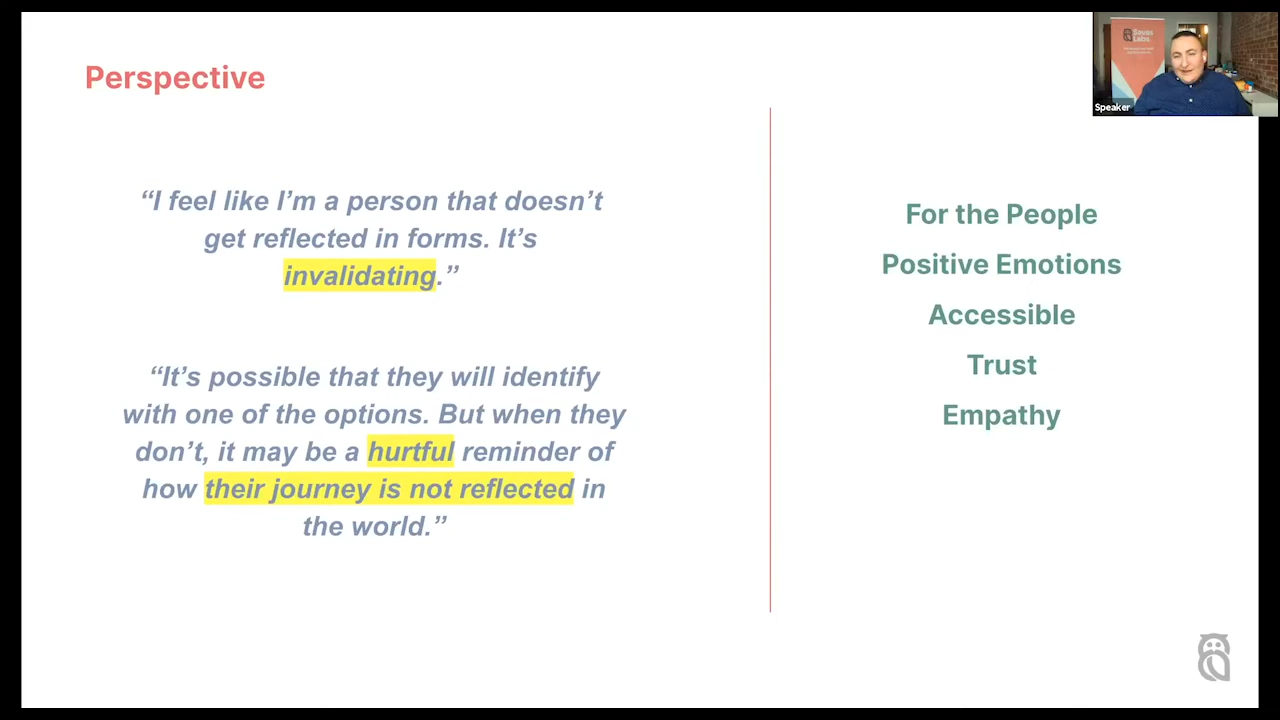 Perspective
“I feel like I’m a person that doesn’t
get reflected in forms. It’s
invalidating.”
“It’s possible that they will identify
with one of the options. But when they
don’t, it may be a hurtful reminder of
how their journey is not reflected in
the world.”
For the People
Positive Emotions
Accessible
Trust
Empathy
Savas
Labs
Speaker